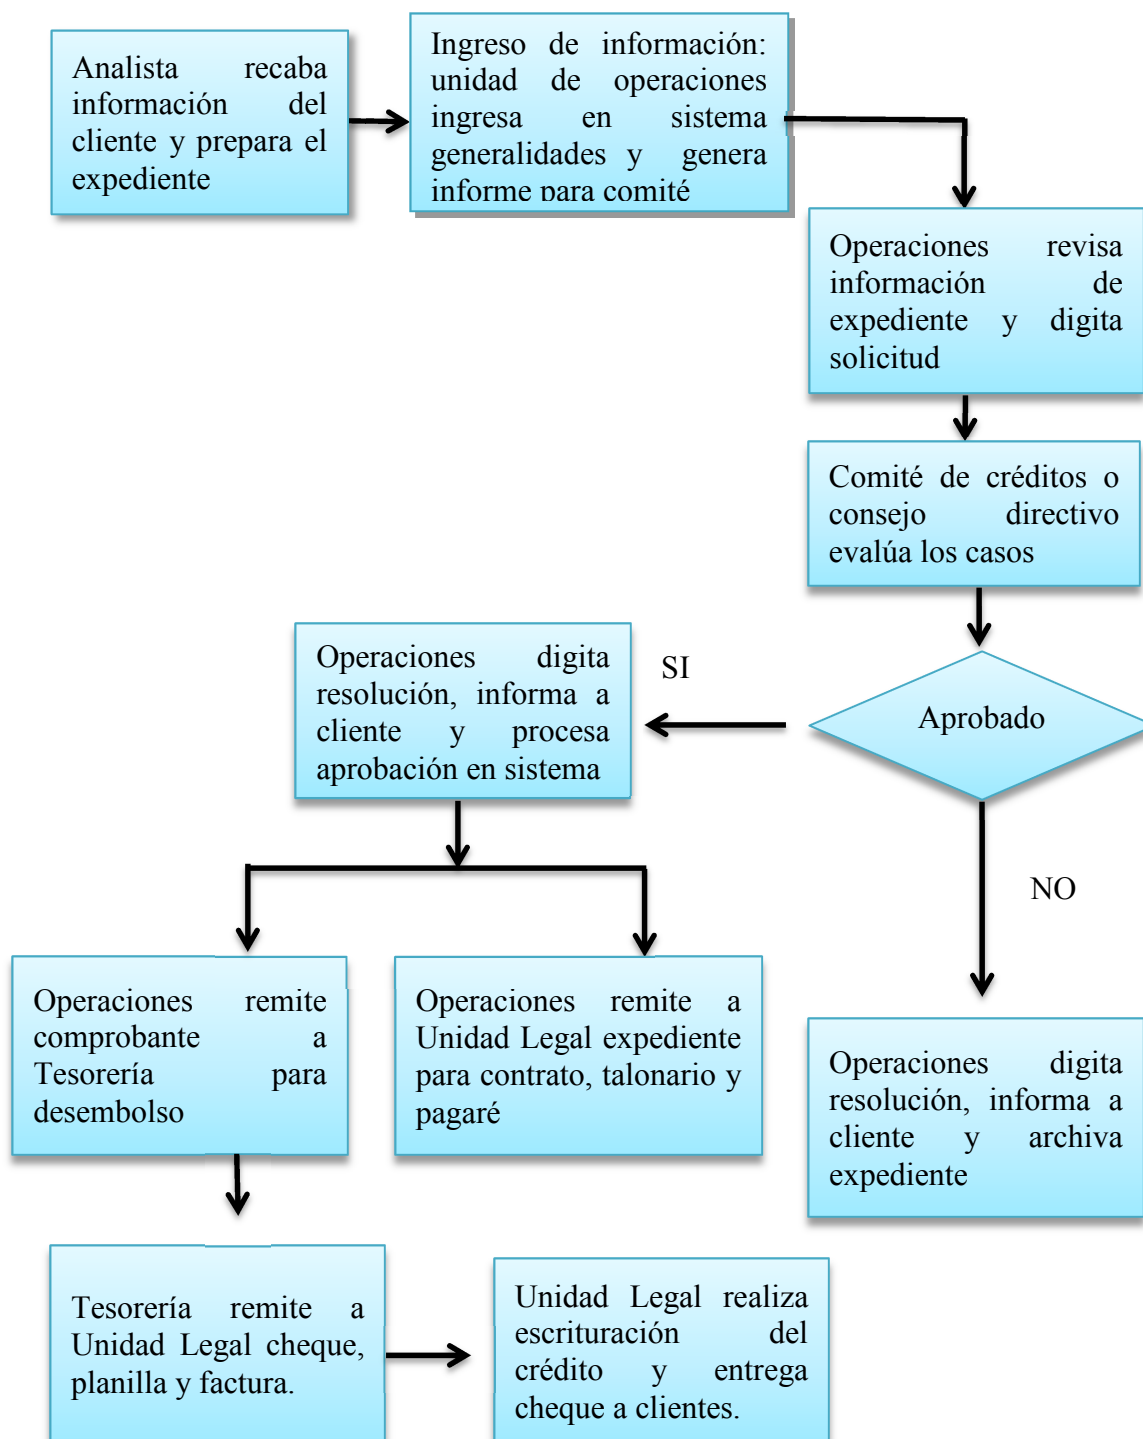 Analista recaba
información del
cliente y prepara el
expediente
Ingreso de información:
unidad de operaciones
ingresa en sistema
generalidades y genera
informe para comité
Operaciones revisa
información de
expediente y digita
solicitud
Comité de créditos o
consejo directivo
evalúa los casos
Aprobado
SI
Operaciones digita
resolución, informa a
cliente y procesa
aprobación en sistema
NO
Operaciones remite
comprobante a
Tesorería para
desembolso
Operaciones remite a
Unidad Legal expediente
para contrato, talonario y
pagaré
Operaciones digita
resolución, informa a
cliente y archiva
expediente
Tesorería remite a
Unidad Legal cheque,
planilla y factura.
Unidad Legal realiza
escrituración del
crédito y entrega
cheque a clientes.